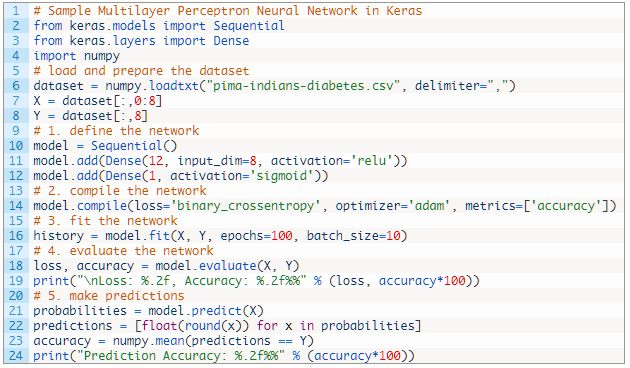 1 # Sample Multilayer Perceptron Neural Network in Keras
2 from keras.models import Sequential
3 from keras.layers import Dense
4 import numpy
5 # load and prepare the dataset
6 dataset = numpy.loadtxt("pima-indians-diabetes.csv", delimiter=",")
7 X = dataset[:,0:8]
8 Y = dataset[:,8]
9 # 1. define the network
10 model = Sequential()
11 model.add(Dense(12, input_dim=8, activation='relu'))
12 model.add(Dense(1, activation='sigmoid'))
13 # 2. compile the network
14 model.compile(loss='binary_crossentropy', optimizer='adam', metrics=['accuracy'])
15 # 3. fit the network
16 history = model.fit(X, Y, epochs=100, batch_size=10)
17 # 4. evaluate the network
18 loss, accuracy = model.evaluate(X, Y)
19 print("\nLoss: %.2f, Accuracy: %.2f%%" % (loss, accuracy*100))
20 # 5. make predictions
21 probabilities = model.predict(X)
22 predictions = [float(round(x)) for x in probabilities]
23 accuracy = numpy.mean(predictions == Y)
24 print("Prediction Accuracy: %.2f%%" % (accuracy*100))